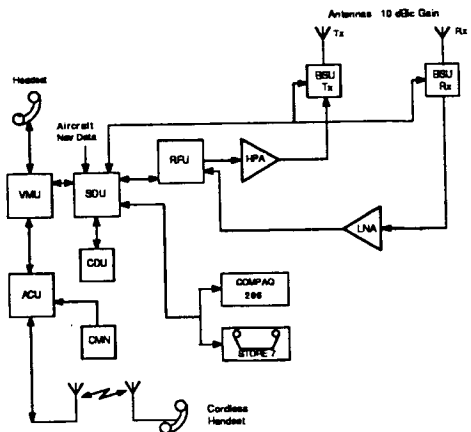 Antennas 10 dBic Gain
Tx
Rx
Headset
BSU
Tx
BSU
Rx
Aircraft
Nav Data
RFU
HPA
VMU
SDU
LNA
CDU
COMPAQ
286
ACU
CMN
STORE 7
Cordless
Handset